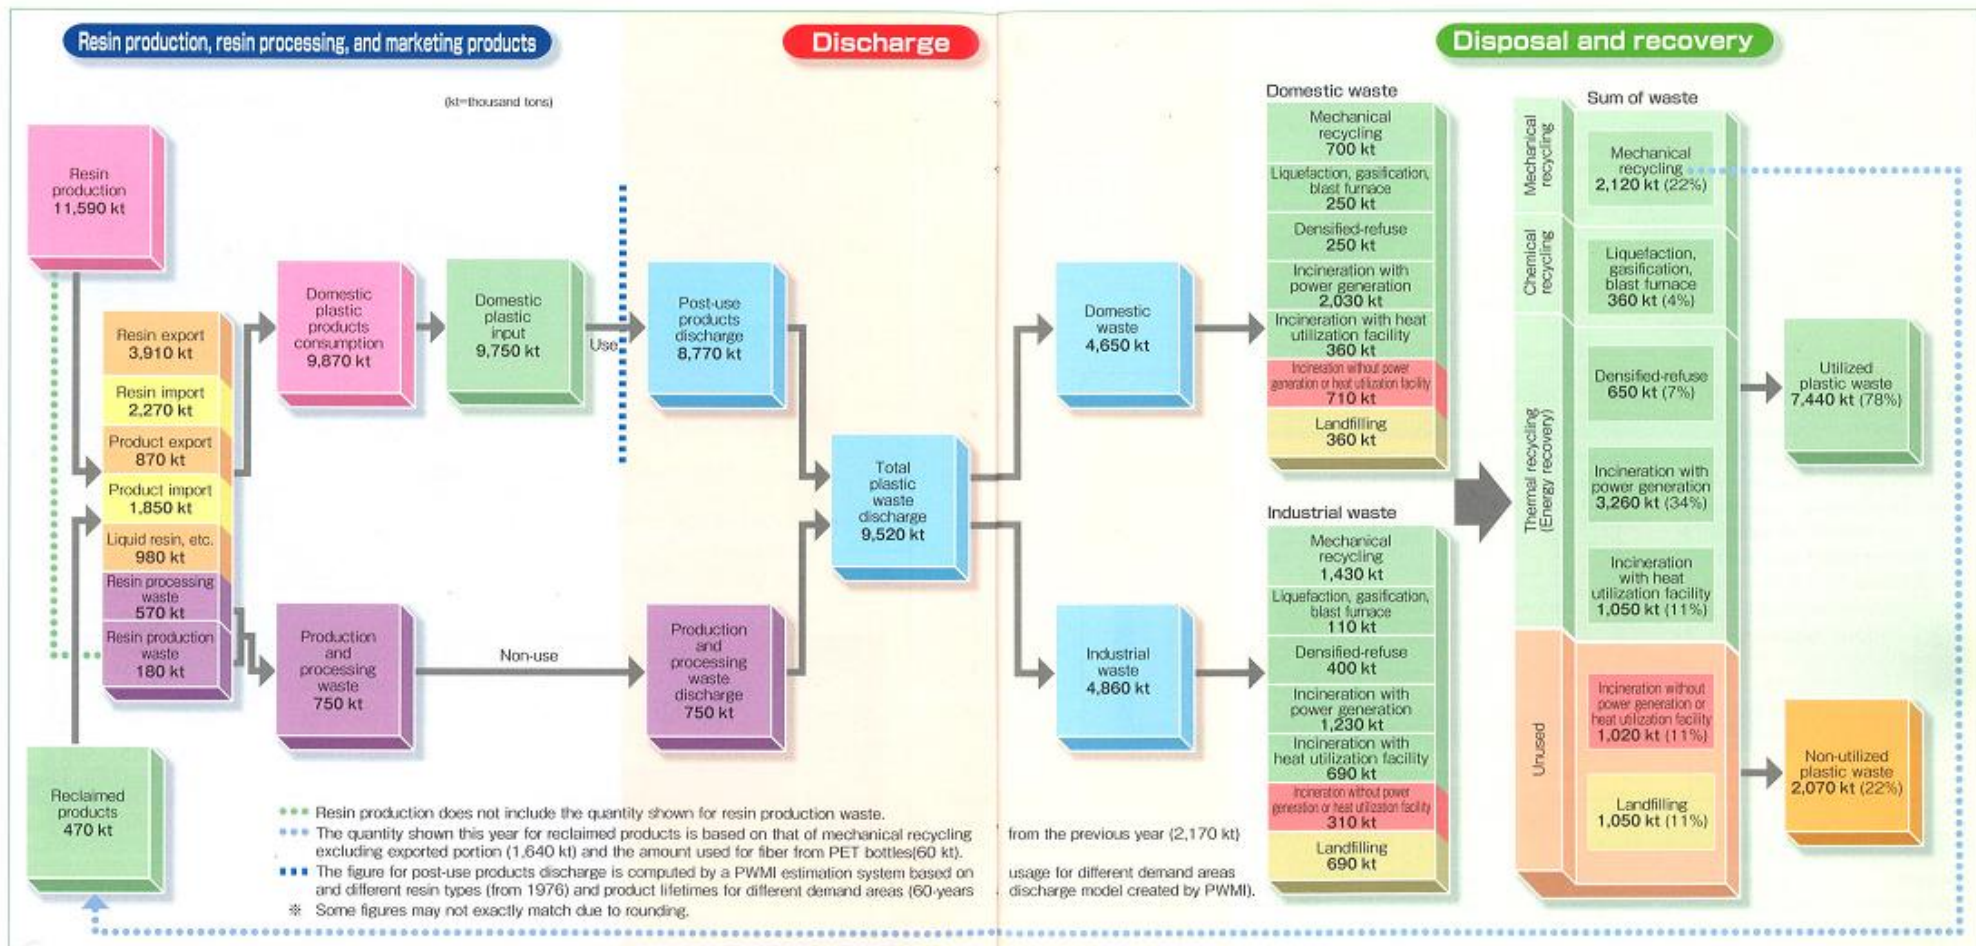 Resin production, resin processing, and marketing products
Discharge
Disposal and recovery
(kt=thousand tons)
Resin
production
11,590 kt
Resin export
3,910 kt
Resin import
2,270 kt
Product export
870 kt
Product import
1,850 kt
Liquid resin, etc.
980 kt
Resin processing
waste
570 kt
Resin production
waste
180 kt
Reclaimed
products
470 kt
Domestic
plastic
products
consumption
9,870 kt
Domestic
plastic
input
9,750 kt
Use
Production
and
processing
waste
750 kt
Non-use
Post-use
products
discharge
8,770 kt
Production
and
processing
waste
discharge
750 kt
Total
plastic
waste
discharge
9,520 kt
Domestic
waste
4,650 kt
Industrial
waste
4,860 kt
Domestic waste
Mechanical
recycling
700 kt
Liquefaction, gasification,
blast furnace
250 kt
Densified-refuse
250 kt
Incineration with
power generation
2,030 kt
Incineration with heat
utilization facility
360 kt
Incineration without power
generation or heat utilization facility
710 kt
Landfilling
360 kt
Industrial waste
Mechanical
recycling
1,430 kt
Liquefaction, gasification,
blast furnace
110 kt
Densified-refuse
400 kt
Incineration with
power generation
1,230 kt
Incineration with
heat utilization facility
690 kt
Incineration without power
generation or heat utilization facility
310 kt
Landfilling
690 kt
Sum of waste
Mechanical
recycling
Mechanical
recycling
2,120 kt (22%)
Chemical
recycling
Liquefaction,
gasification,
blast furnace
360 kt (4%)
Thermal recycling
(Energy recovery)
Densified-refuse
650 kt (7%)
Incineration with
power generation
3,260 kt (34%)
Incineration
with heat
utilization facility
1,050 kt (11%)
Unused
Incineration without
power generation or
heat utilization facility
1,020 kt (11%)
Landfilling
1,050 kt (11%)
Utilized
plastic waste
7,440 kt (78%)
Non-utilized
plastic waste
2,070 kt (22%)
Resin production does not include the quantity shown for resin production waste.
The quantity shown this year for reclaimed products is based on that of mechanical recycling from the previous year (2,170 kt)
excluding exported portion (1,640 kt) and the amount used for fiber from PET bottles(60 kt).
The figure for post-use products discharge is computed by a PWMI estimation system based on usage for different demand areas
and different resin types (from 1976) and product lifetimes for different demand areas (60-years discharge model created by PWMI).
※ Some figures may not exactly match due to rounding.